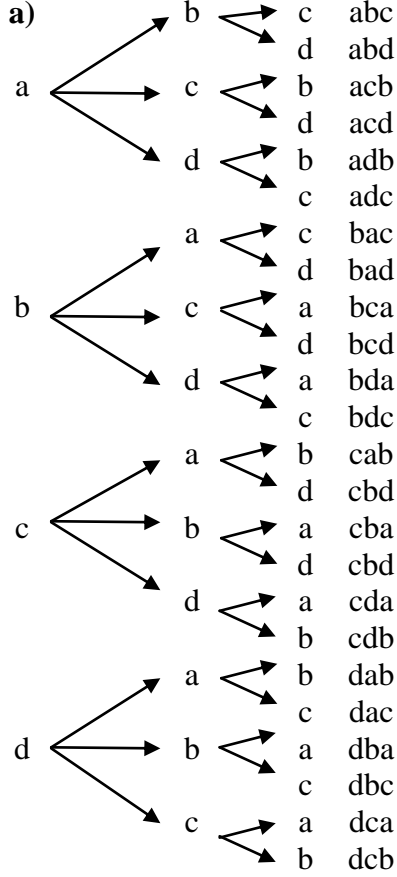 a)
b c abc
d abd
a c b acb
d acd
d b adb
c adc
a c bac
d bad
b c a bca
d bcd
d a bda
c bdc
a b cab
d cbd
c b a cba
d cbd
d a cda
b cdb
a b dab
c dac
d b a dba
c dbc
c a dca
b dcb